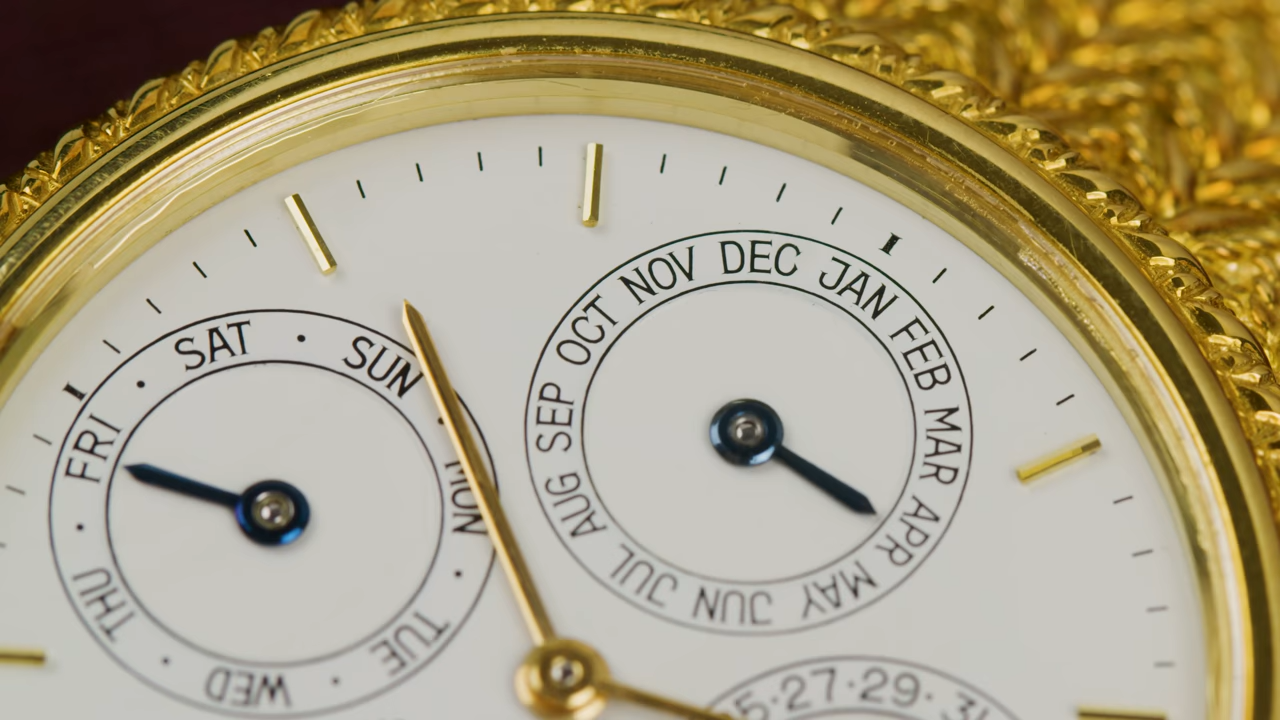 SAT · SUN · MON · TUE · WED · THU · FRI ·
JAN FEB MAR APR MAY JUN JUL AUG SEP OCT NOV DEC
27·29·